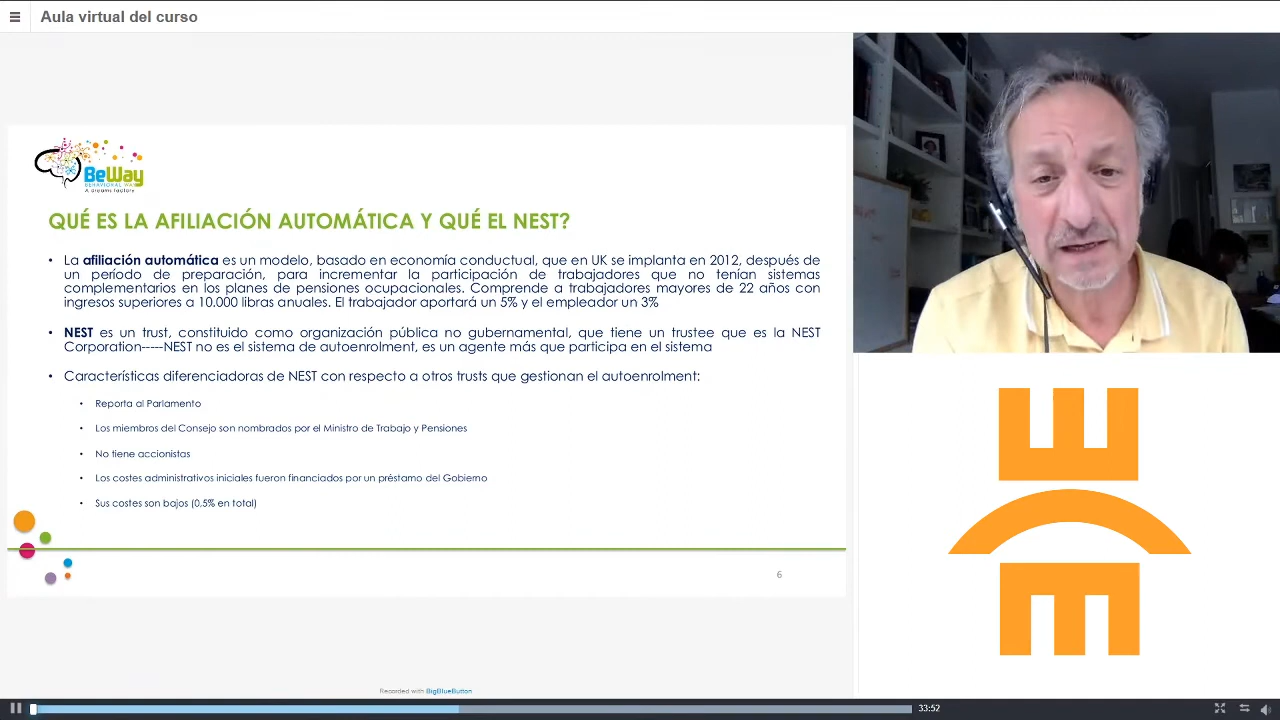 Aula virtual del curso
BeWay
BEHAVIORAL WAY
A dreams factory
QUÉ ES LA AFILIACIÓN AUTOMÁTICA Y QUÉ EL NEST?
• La afiliación automática es un modelo, basado en economía conductual, que en UK se implanta en 2012, después de
un período de preparación, para incrementar la participación de trabajadores que no tenían sistemas
complementarios en los planes de pensiones ocupacionales. Comprende a trabajadores mayores de 22 años con
ingresos superiores a 10.000 libras anuales. El trabajador aportará un 5% y el empleador un 3%
• NEST es un trust, constituido como organización pública no gubernamental, que tiene un trustee que es la NEST
Corporation-----NEST no es el sistema de autoenrolment, es un agente más que participa en el sistema
• Características diferenciadoras de NEST con respecto a otros trusts que gestionan el autoenrolment:
• Reporta al Parlamento
• Los miembros del Consejo son nombrados por el Ministro de Trabajo y Pensiones
• No tiene accionistas
• Los costes administrativos iniciales fueron financiados por un préstamo del Gobierno
• Sus costes son bajos (0,5% en total)
6
Recorded with BigBlueButton
33:52